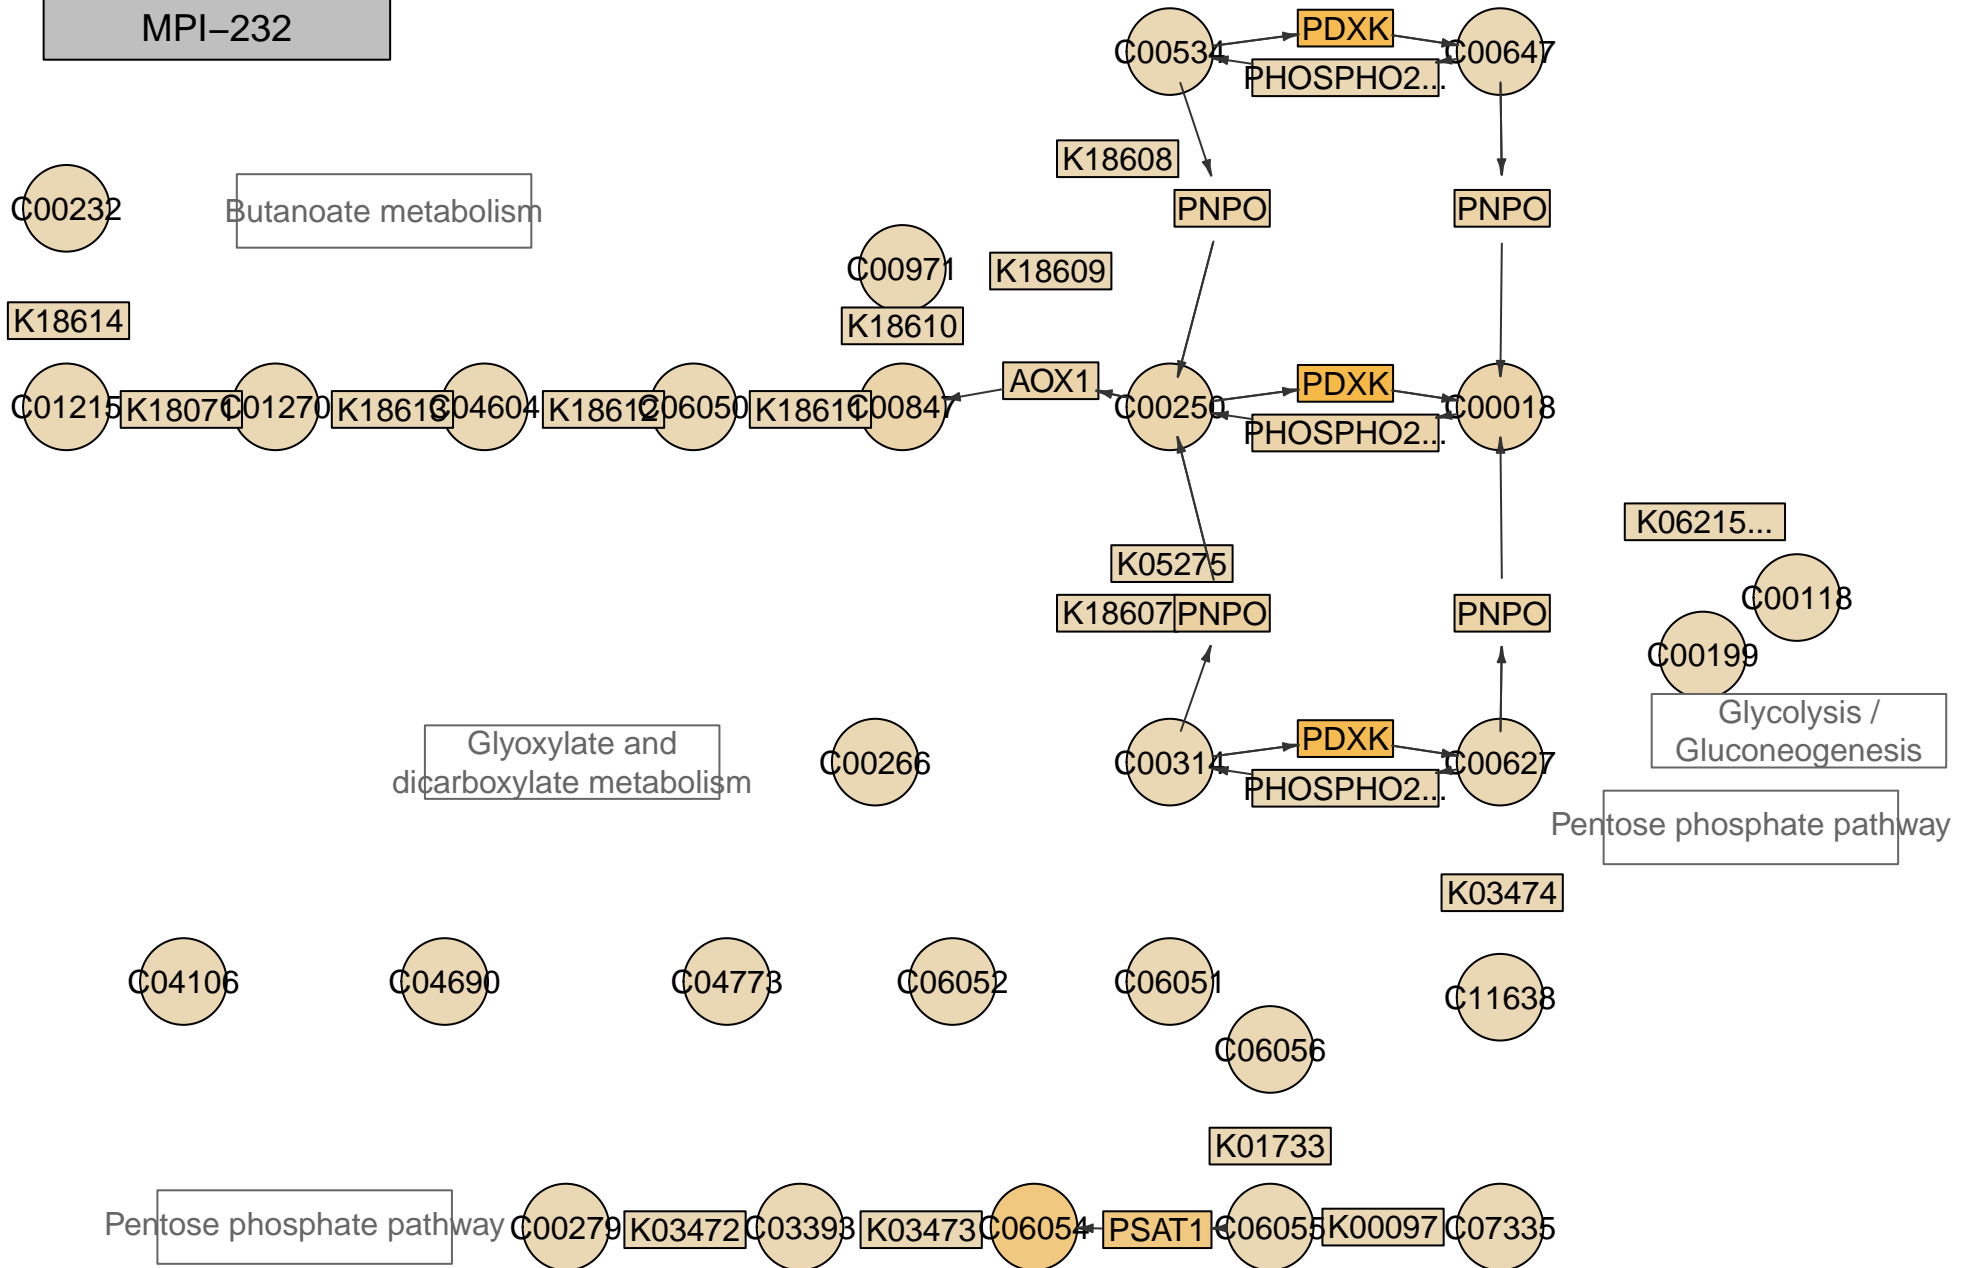 MPI–232
C00534
PDXK
C00647
PHOSPHO2...
K18608
C00232
Butanoate metabolism
PNPO
PNPO
C00971
K18609
K18614
K18610
C01215
K18071
C01270
K18613
C04604
K18612
C06050
K18611
C00847
AOX1
C00250
PDXK
C00018
PHOSPHO2...
K06215...
K05275
C00118
K18607
PNPO
PNPO
C00199
Glycolysis /
Gluconeogenesis
Glyoxylate and
dicarboxylate metabolism
C00266
C00314
PDXK
C00627
PHOSPHO2...
Pentose phosphate pathway
K03474
C04106
C04690
C04773
C06052
C06051
C11638
C06056
K01733
Pentose phosphate pathway
C00279
K03472
C03393
K03473
C06054
PSAT1
C06055
K00097
C07335